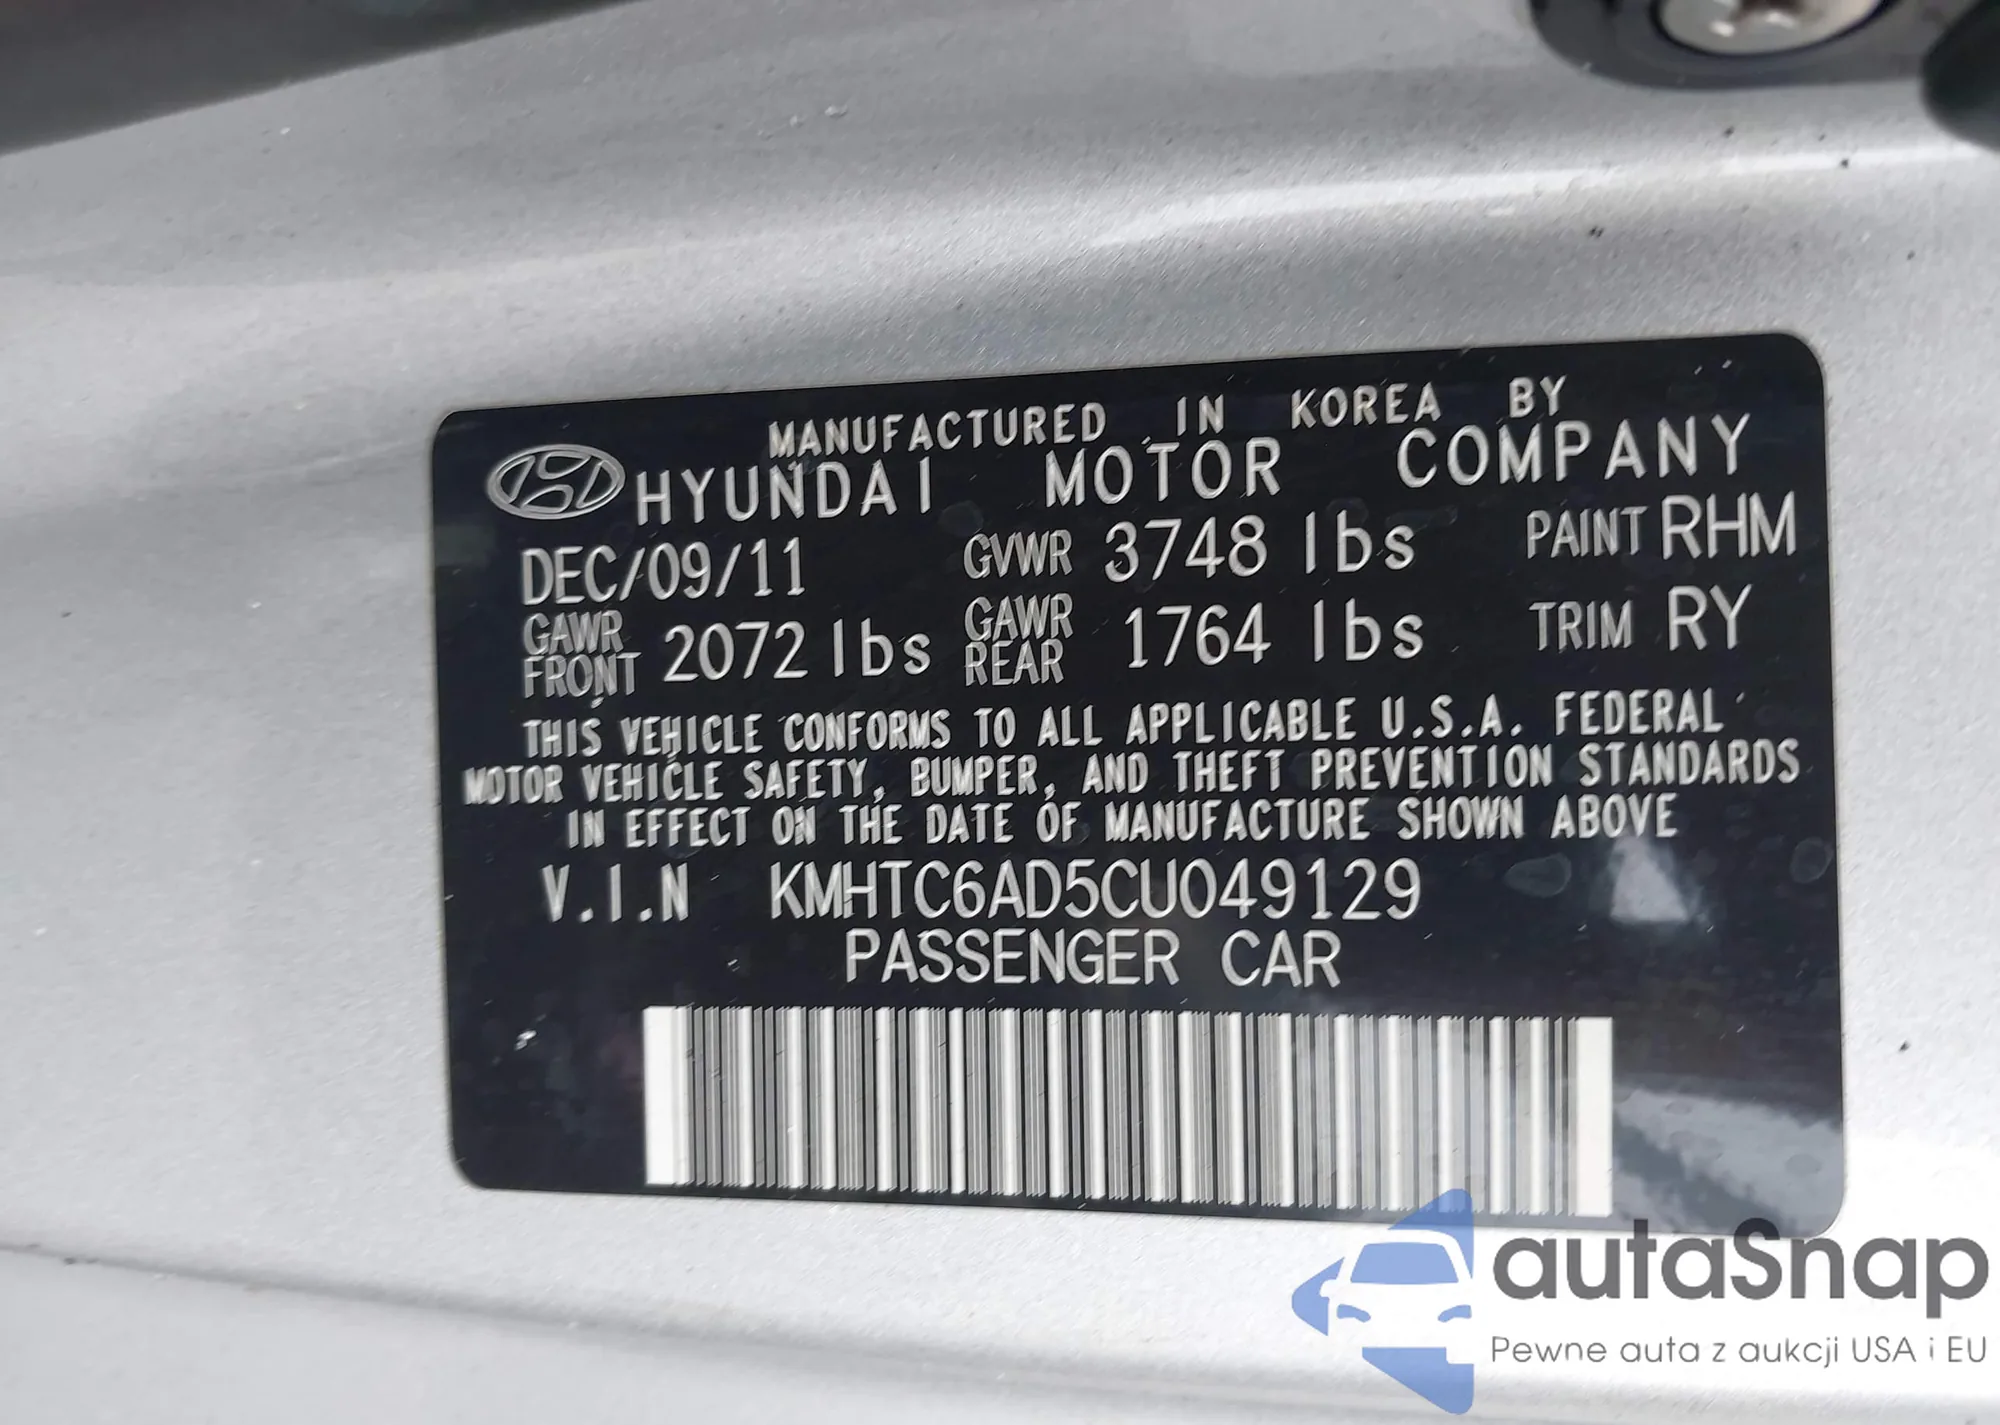 MANUFACTURED IN KOREA BY
HYUNDAI MOTOR COMPANY
DEC/09/11 GVWR 3748 lbs PAINT RHM
GAWR FRONT 2072 lbs GAWR REAR 1764 lbs TRIM RY
THIS VEHICLE CONFORMS TO ALL APPLICABLE U.S.A. FEDERAL
MOTOR VEHICLE SAFETY, BUMPER, AND THEFT PREVENTION STANDARDS
IN EFFECT ON THE DATE OF MANUFACTURE SHOWN ABOVE
V.I.N KMHTC6AD5CU049129
PASSENGER CAR
autaSnap
Pewne auta z aukcji USA i EU